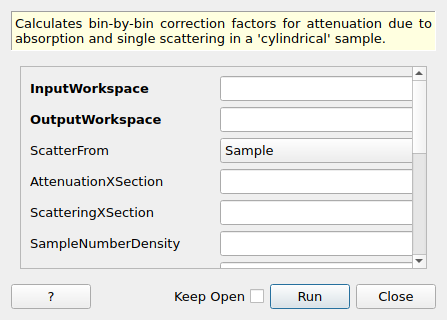 Calculates bin-by-bin correction factors for attenuation due to
absorption and single scattering in a 'cylindrical' sample.
InputWorkspace
OutputWorkspace
ScatterFrom Sample
AttenuationXSection
ScatteringXSection
SampleNumberDensity
? Keep Open Run Close